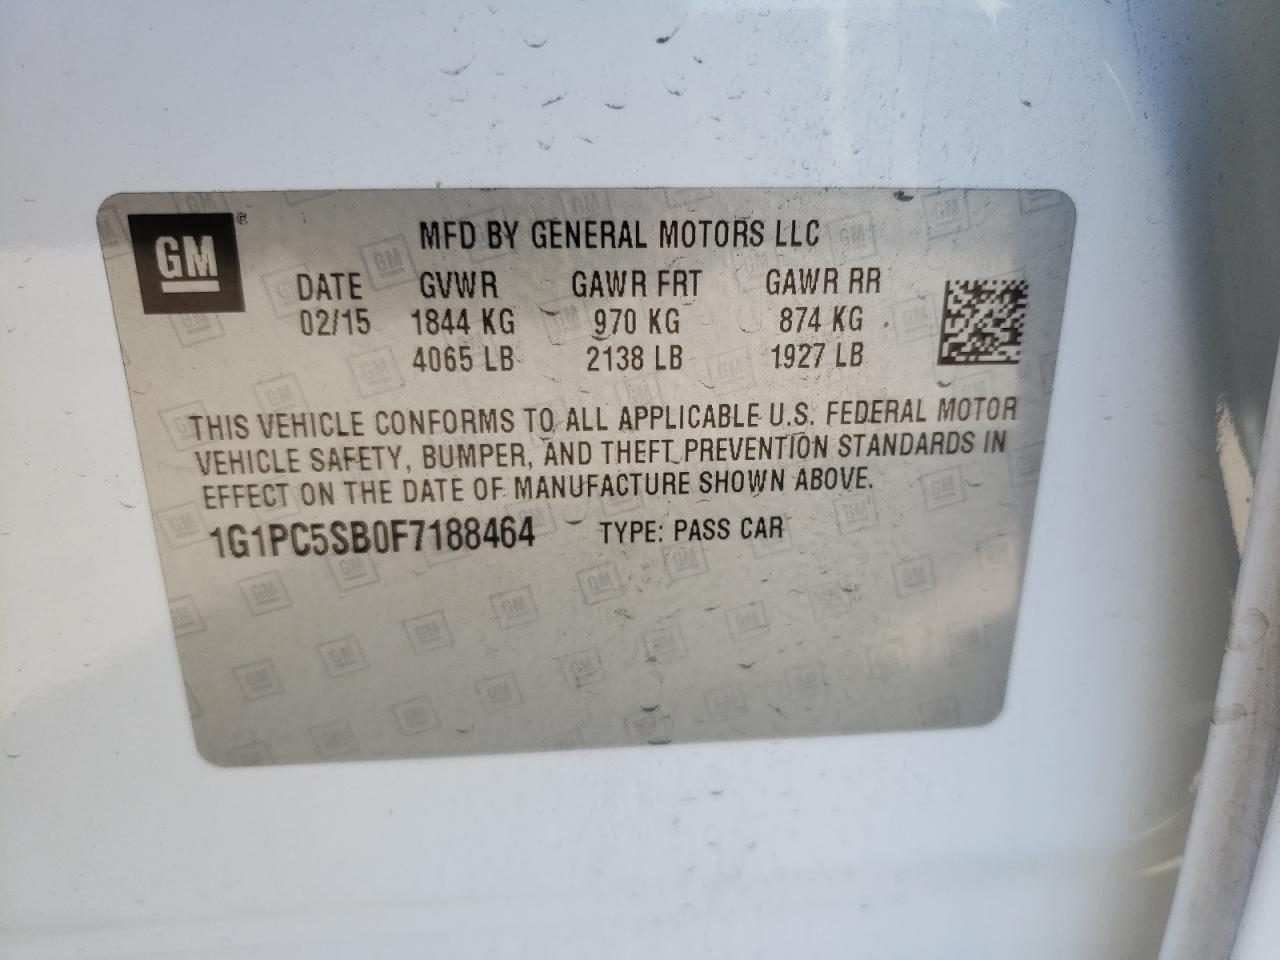 GM ®
MFD BY GENERAL MOTORS LLC
DATE GVWR GAWR FRT GAWR RR
02/15 1844 KG 970 KG 874 KG
4065 LB 2138 LB 1927 LB
THIS VEHICLE CONFORMS TO ALL APPLICABLE U.S. FEDERAL MOTOR
VEHICLE SAFETY, BUMPER, AND THEFT PREVENTION STANDARDS IN
EFFECT ON THE DATE OF MANUFACTURE SHOWN ABOVE.
1G1PC5SB0F7188464 TYPE: PASS CAR